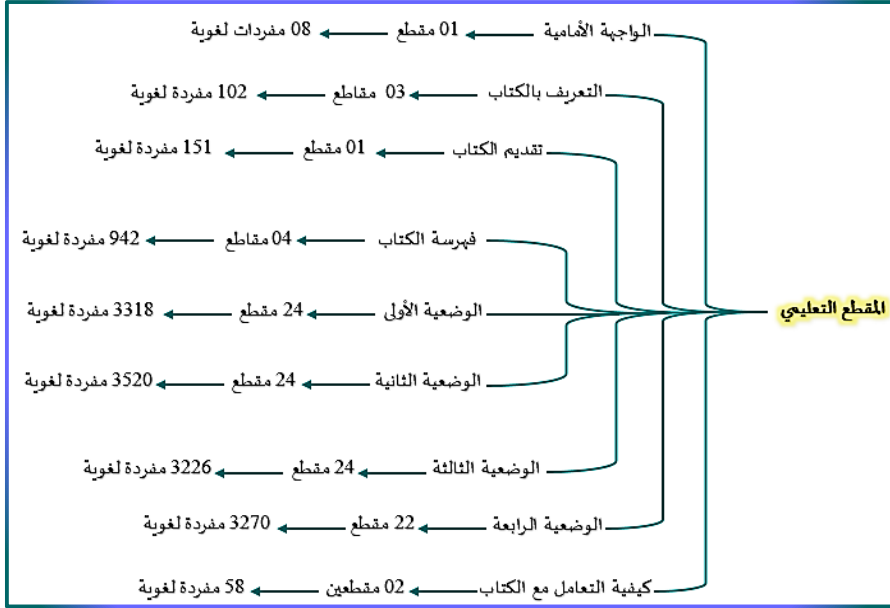 الواجهة الأمامية 01 مقطع 08 مفردات لغوية
التعريف بالكتاب 03 مقاطع 102 مفردة لغوية
تقديم الكتاب 01 مقطع 151 مفردة لغوية
فهرسة الكتاب 04 مقاطع 942 مفردة لغوية
المقطع التعليمي
الوضعية الأولى 24 مقطع 3318 مفردة لغوية
الوضعية الثانية 24 مقطع 3520 مفردة لغوية
الوضعية الثالثة 24 مقطع 3226 مفردة لغوية
الوضعية الرابعة 22 مقطع 3270 مفردة لغوية
كيفية التعامل مع الكتاب 02 مقطعين 58 مفردة لغوية